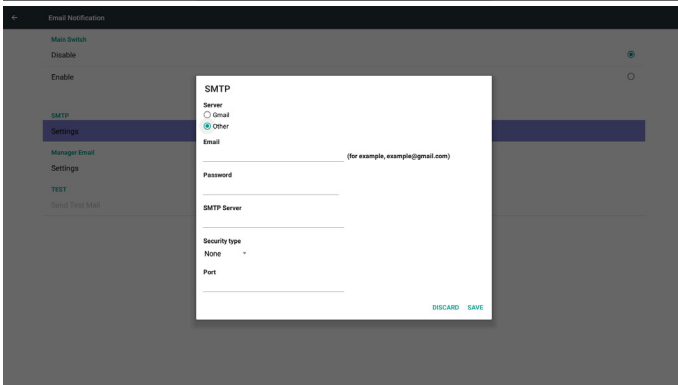 Email Notification
Main Switch
Disable
Enable
SMTP
Settings
Manager Email
Settings
TEST
Send Test Mail
SMTP
Server
Gmail
Other
Email
(for example, example@gmail.com)
Password
SMTP Server
Security type
None
Port
DISCARD SAVE